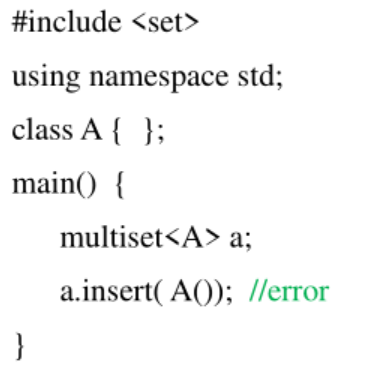 #include <set>
using namespace std;
class A {  };
main()  {
multiset<A> a;
a.insert( A());  //error
}